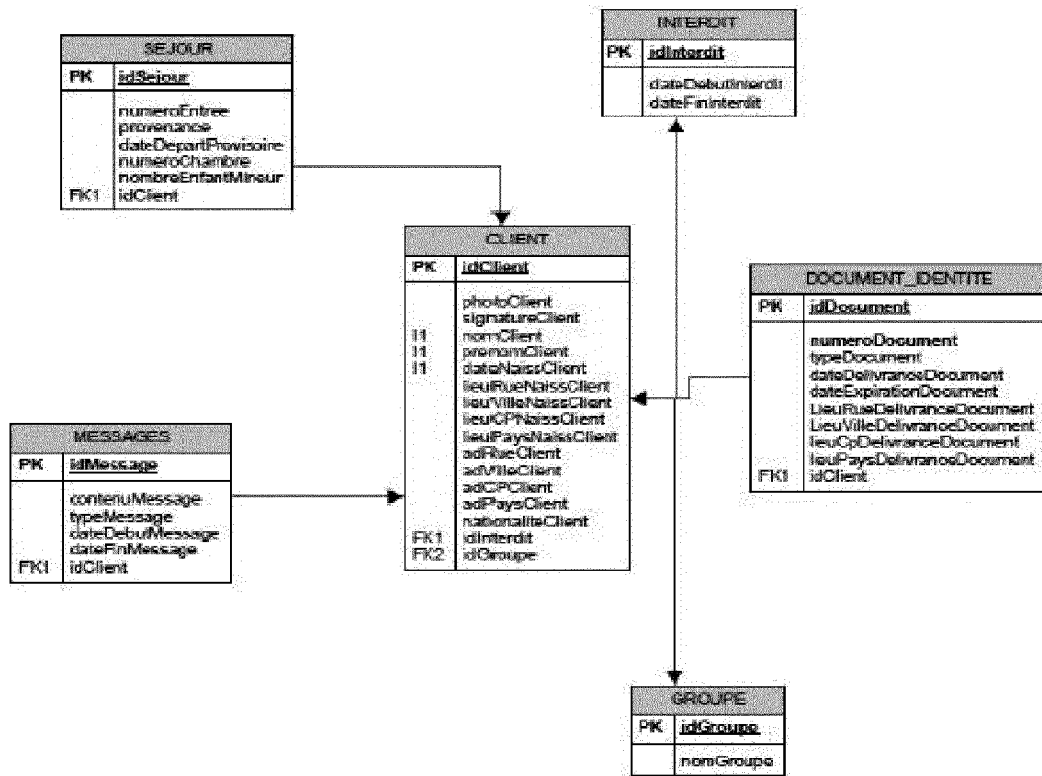 SEJOUR
PK idSejour
numeroEntree
provenance
dateDepartProvisoire
numeroChambre
nombreEnfantMineur
FK1 idClient
INTERDIT
PK idInterdit
dateDebutInterdit
dateFinInterdit
CLIENT
PK idClient
photoClient
signatureClient
I1 nomClient
I1 prenomClient
I1 dateNaissClient
lieuRueNaissClient
lieuVilleNaissClient
lieuCPNaissClient
lieuPaysNaissClient
adRueClient
adVilleClient
adCPClient
adPaysClient
nationaliteClient
FK1 idInterdit
FK2 idGroupe
DOCUMENT_IDENTITE
PK idDocument
numeroDocument
typeDocument
dateDelivranceDocument
dateExpirationDocument
LieuRueDelivranceDocument
LieuVilleDelivranceDocument
lieuCpDelivranceDocument
lieuPaysDelivranceDocument
FK1 idClient
MESSAGES
PK idMessage
contenuMessage
typeMessage
dateDebutMessage
dateFinMessage
FK1 idClient
GROUPE
PK idGroupe
nomGroupe